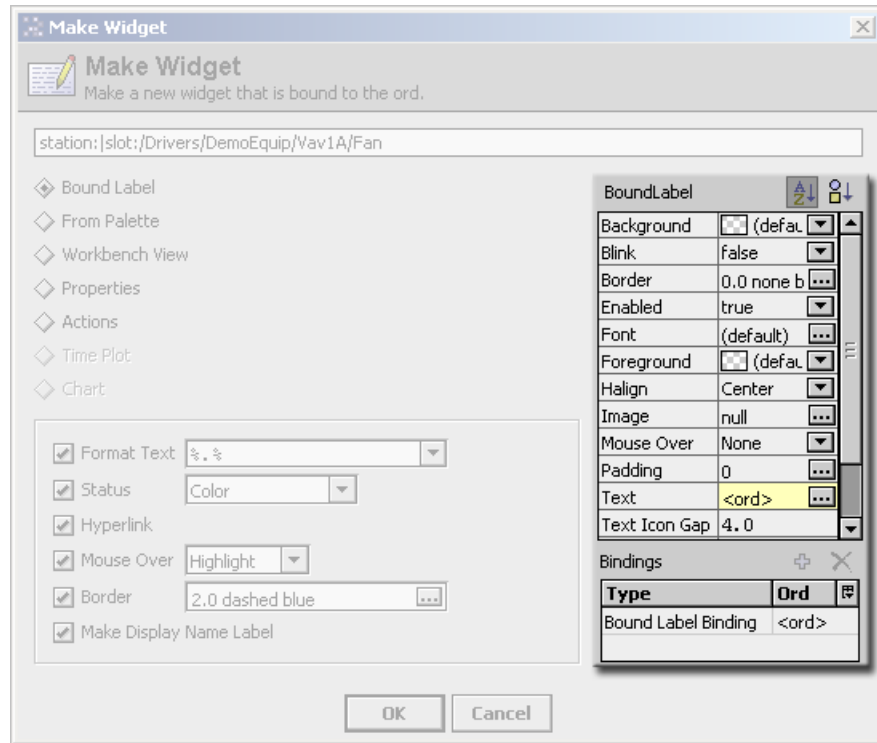 Make Widget
Make Widget
Make a new widget that is bound to the ord.
station:|slot:/Drivers/DemoEquip/Vav1A/Fan
Bound Label
From Palette
Workbench View
Properties
Actions
Time Plot
Chart
Format Text %.%
Status Color
Hyperlink
Mouse Over Highlight
Border 2.0 dashed blue ...
Make Display Name Label
BoundLabel
Background (defau
Blink false
Border 0.0 none b ...
Enabled true
Font (default) ...
Foreground (defau
Halign Center
Image null ...
Mouse Over None
Padding 0 ...
Text <ord> ...
Text Icon Gap 4.0
Bindings
Type Ord
Bound Label Binding <ord>
OK Cancel